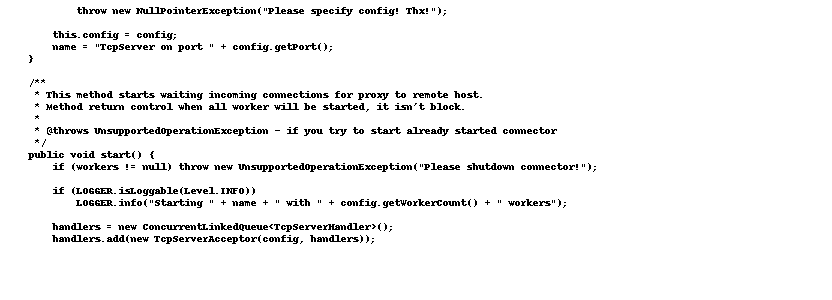 throw new NullPointerException("Please specify config! Thx!");
this.config = config;
name = "TcpServer on port " + config.getPort();
}
/**
* This method starts waiting incoming connections for proxy to remote host.
* Method return control when all worker will be started, it isn't block.
*
* @throws UnsupportedOperationException - if you try to start already started connector
*/
public void start() {
if (workers != null) throw new UnsupportedOperationException("Please shutdown connector!");
if (LOGGER.isLoggable(Level.INFO))
LOGGER.info("Starting " + name + " with " + config.getWorkerCount() + " workers");
handlers = new ConcurrentLinkedQueue<TcpServerHandler>();
handlers.add(new TcpServerAcceptor(config, handlers));